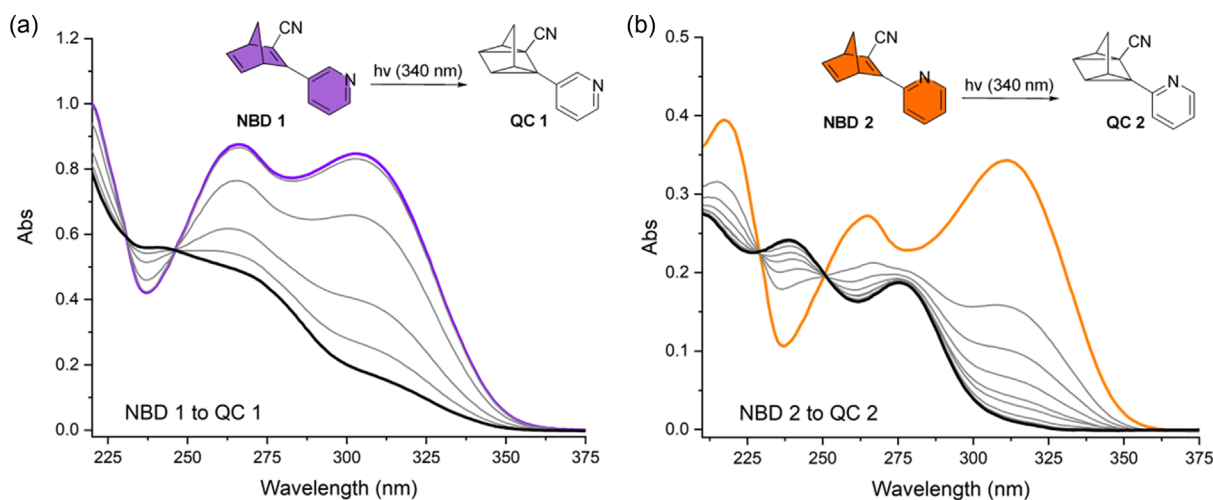 (a)
CN
N
hv (340 nm)
CN
N
NBD 1
QC 1
1.2
1.0
0.8
0.6
0.4
0.2
0.0
Abs
NBD 1 to QC 1
225 250 275 300 325 350 375
Wavelength (nm)
(b)
CN
N
hv (340 nm)
CN
N
NBD 2
QC 2
0.5
0.4
0.3
0.2
0.1
0.0
Abs
NBD 2 to QC 2
225 250 275 300 325 350 375
Wavelength (nm)